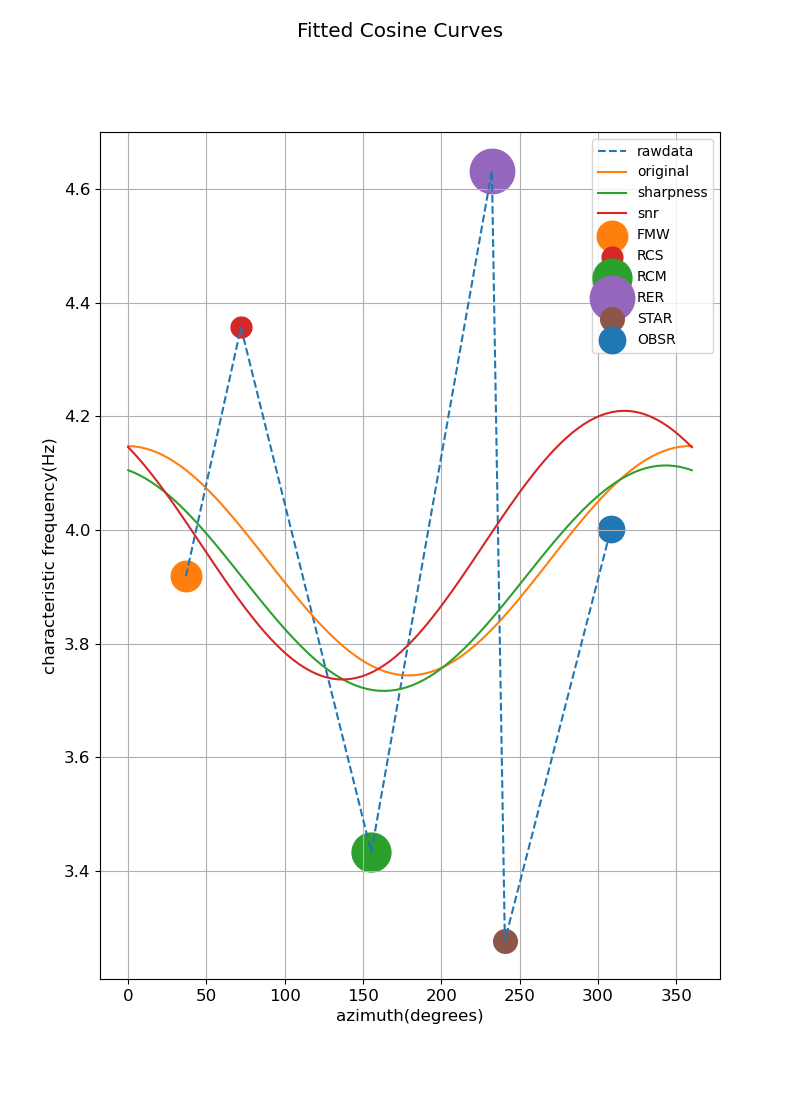 Fitted Cosine Curves
characteristic frequency(Hz)
4.6
4.4
4.2
4.0
3.8
3.6
3.4
rawdata
original
sharpness
snr
FMW
RCS
RCM
RER
STAR
OBSR
0 50 100 150 200 250 300 350
azimuth(degrees)